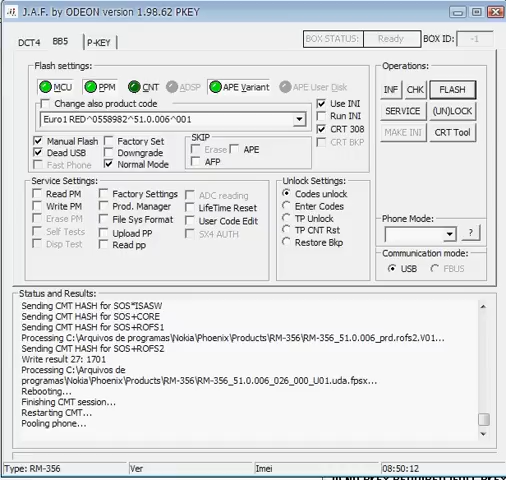 J.A.F. by ODEON version 1.98.62 PKEY
DCT4 BB5 P-KEY
BOX STATUS: Ready BOX ID: -1
Flash settings:
MCU PPM CNT ADSP APE Variant APE User Disk
Change also product code
Euro1 RED^0558982^51.0.006^001
Use INI
Run INI
CRT 308
CRT BKP
Manual Flash Factory Set
Dead USB Downgrade
Fast Phone Normal Mode
SKIP
Erase APE
AFP
Operations:
INF CHK FLASH
SERVICE (UN)LOCK
MAKE INI CRT Tool
Phone Mode:
?
Communication mode:
USB FBUS
Service Settings:
Read PM Factory Settings ADC reading
Write PM Prod. Manager LifeTime Reset
Erase PM File Sys Format User Code Edit
Self Tests Upload PP SX4 AUTH
Disp Test Read pp
Unlock Settings:
Codes unlock
Enter Codes
TP Unlock
TP CNT Rst
Restore Bkp
Status and Results:
Sending CMT HASH for SOS*ISASW
Sending CMT HASH for SOS+CORE
Sending CMT HASH for SOS+ROFS1
Processing C:\Arquivos de programas\Nokia\Phoenix\Products\RM-356\RM-356_51.0.006_prd.rofs2.V01...
Sending CMT HASH for SOS+ROFS2
Write result 27: 1701
Processing C:\Arquivos de
programas\Nokia\Phoenix\Products\RM-356\RM-356_51.0.006_026_000_U01.uda.fpsx...
Rebooting...
Finishing CMT session...
Restarting CMT...
Pooling phone...
Type: RM-356 Ver Imei 08:50:12